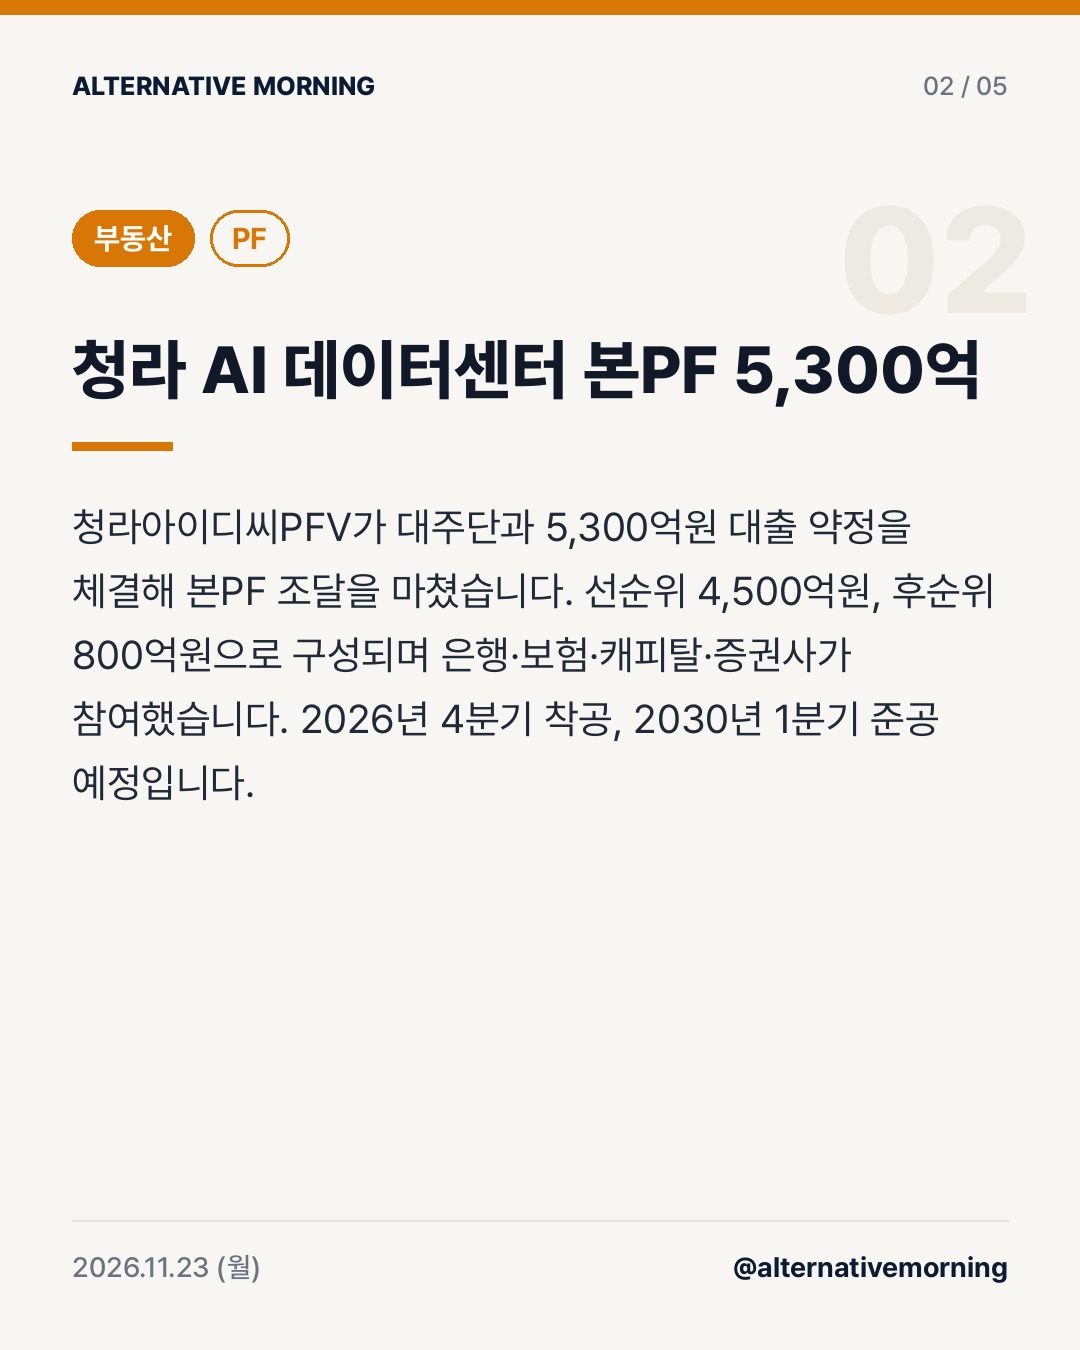 ALTERNATIVE MORNING
02 / 05
부동산
PF
02
청라 AI 데이터센터 본PF 5,300억
청라아이디씨PFV가 대주단과 5,300억원 대출 약정을
체결해 본PF 조달을 마쳤습니다. 선순위 4,500억원, 후순위
800억원으로 구성되며 은행·보험·캐피탈·증권사가
참여했습니다. 2026년 4분기 착공, 2030년 1분기 준공
예정입니다.
2026.11.23 (월)
@alternativemorning